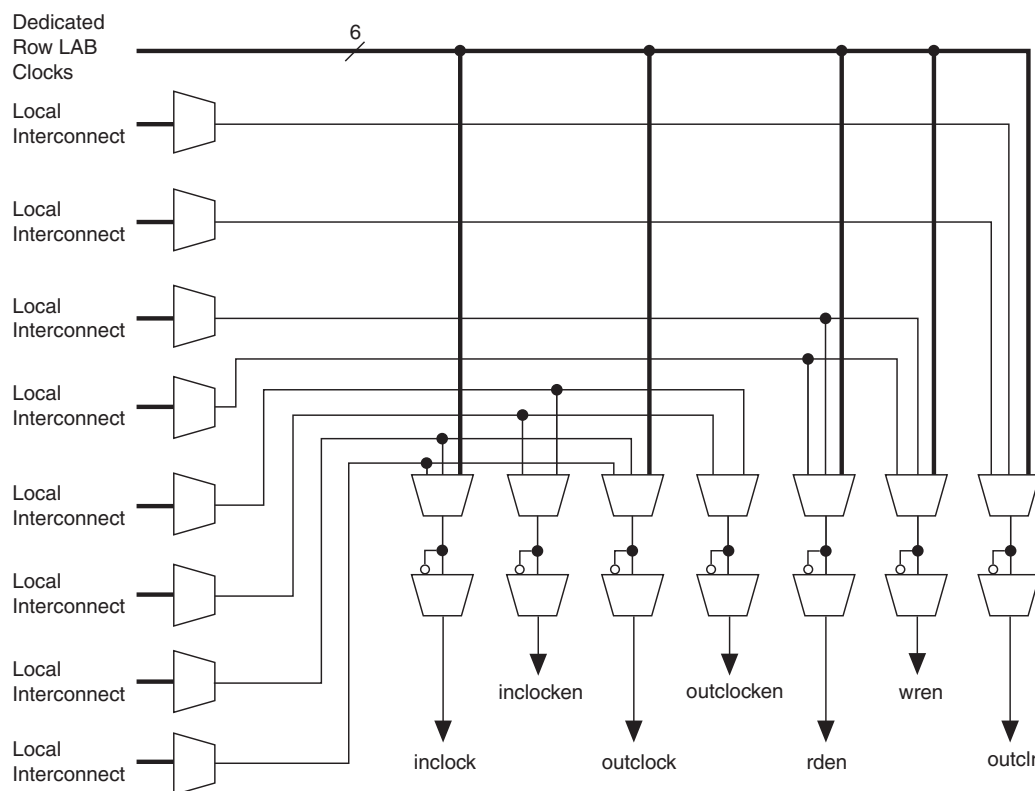 Dedicated
Row LAB
Clocks
6
Local
Interconnect
Local
Interconnect
Local
Interconnect
Local
Interconnect
Local
Interconnect
Local
Interconnect
Local
Interconnect
Local
Interconnect
inclocken
outclocken
wren
inclock
outclock
rden